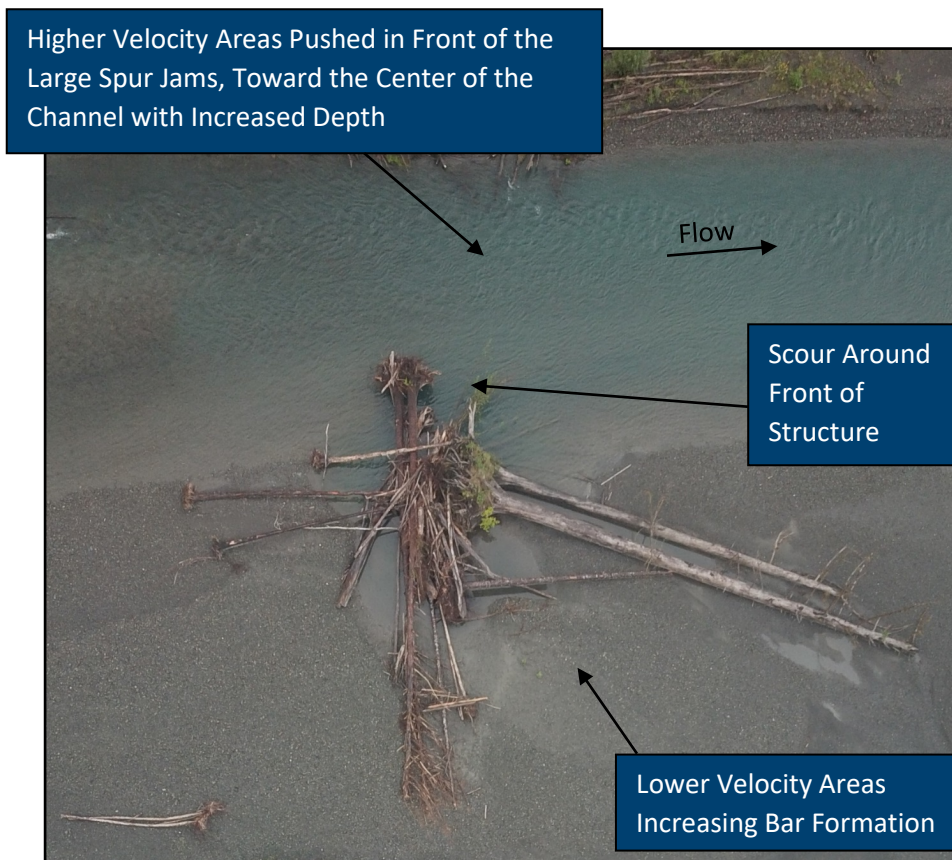 Higher Velocity Areas Pushed in Front of the
Large Spur Jams, Toward the Center of the
Channel with Increased Depth
Flow
Scour Around
Front of
Structure
Lower Velocity Areas
Increasing Bar Formation